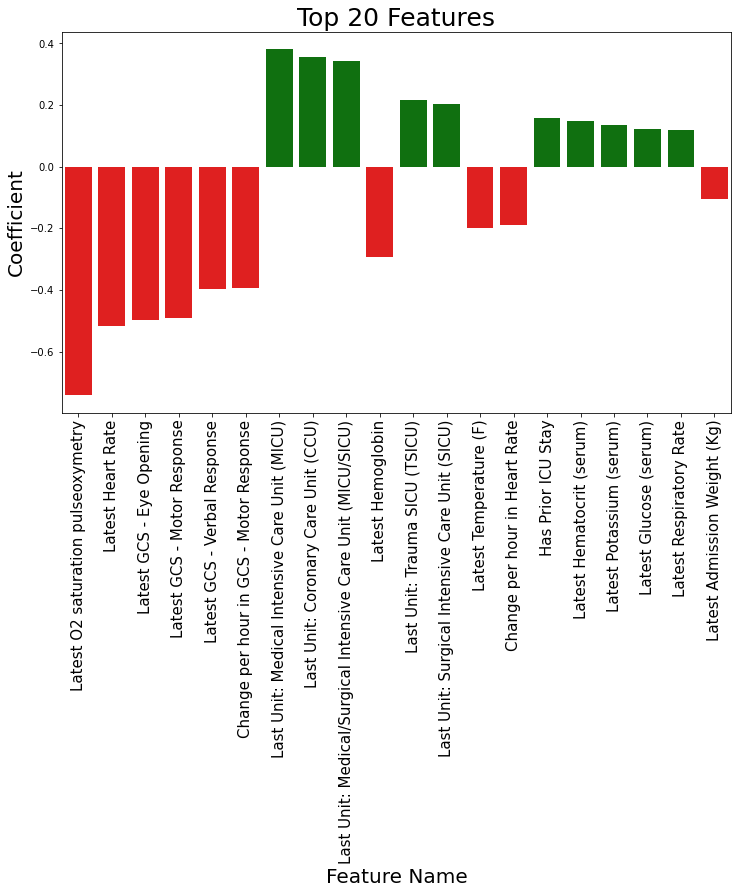 Top 20 Features
Coefficient
0.4
0.2
0.0
−0.2
−0.4
−0.6
Latest O2 saturation pulseoxymetry
Latest Heart Rate
Latest GCS - Eye Opening
Latest GCS - Motor Response
Latest GCS - Verbal Response
Change per hour in GCS - Motor Response
Last Unit: Medical Intensive Care Unit (MICU)
Last Unit: Coronary Care Unit (CCU)
Last Unit: Medical/Surgical Intensive Care Unit (MICU/SICU)
Latest Hemoglobin
Last Unit: Trauma SICU (TSICU)
Last Unit: Surgical Intensive Care Unit (SICU)
Latest Temperature (F)
Change per hour in Heart Rate
Has Prior ICU Stay
Latest Hematocrit (serum)
Latest Potassium (serum)
Latest Glucose (serum)
Latest Respiratory Rate
Latest Admission Weight (Kg)
Feature Name